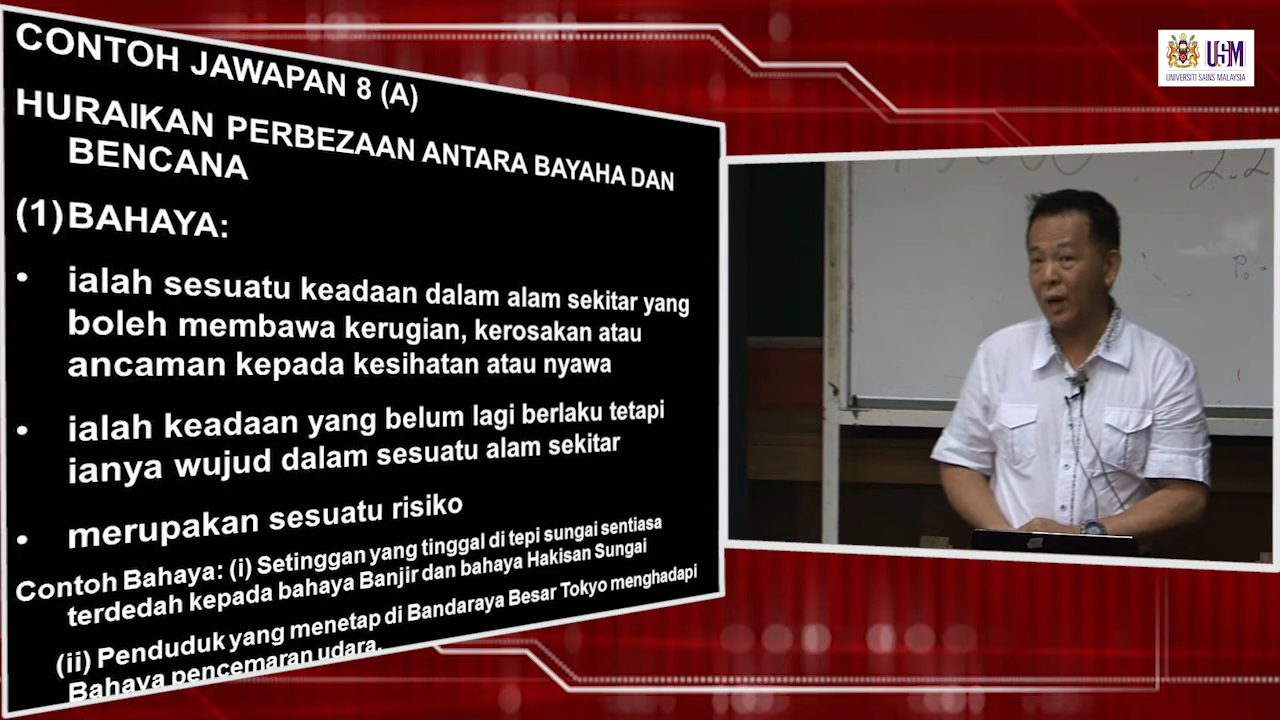 CONTOH JAWAPAN 8 (A)
HURAIKAN PERBEZAAN ANTARA BAYAHA DAN
BENCANA
(1) BAHAYA:
• ialah sesuatu keadaan dalam alam sekitar yang
boleh membawa kerugian, kerosakan atau
ancaman kepada kesihatan atau nyawa
• ialah keadaan yang belum lagi berlaku tetapi
ianya wujud dalam sesuatu alam sekitar
• merupakan sesuatu risiko
Contoh Bahaya: (i) Setinggan yang tinggal di tepi sungai sentiasa
terdedah kepada bahaya Banjir dan bahaya Hakisan Sungai
(ii) Penduduk yang menetap di Bandaraya Besar Tokyo menghadapi
Bahaya pencemaran udara.
USM
UNIVERSITI SAINS MALAYSIA
2.2
P0 =